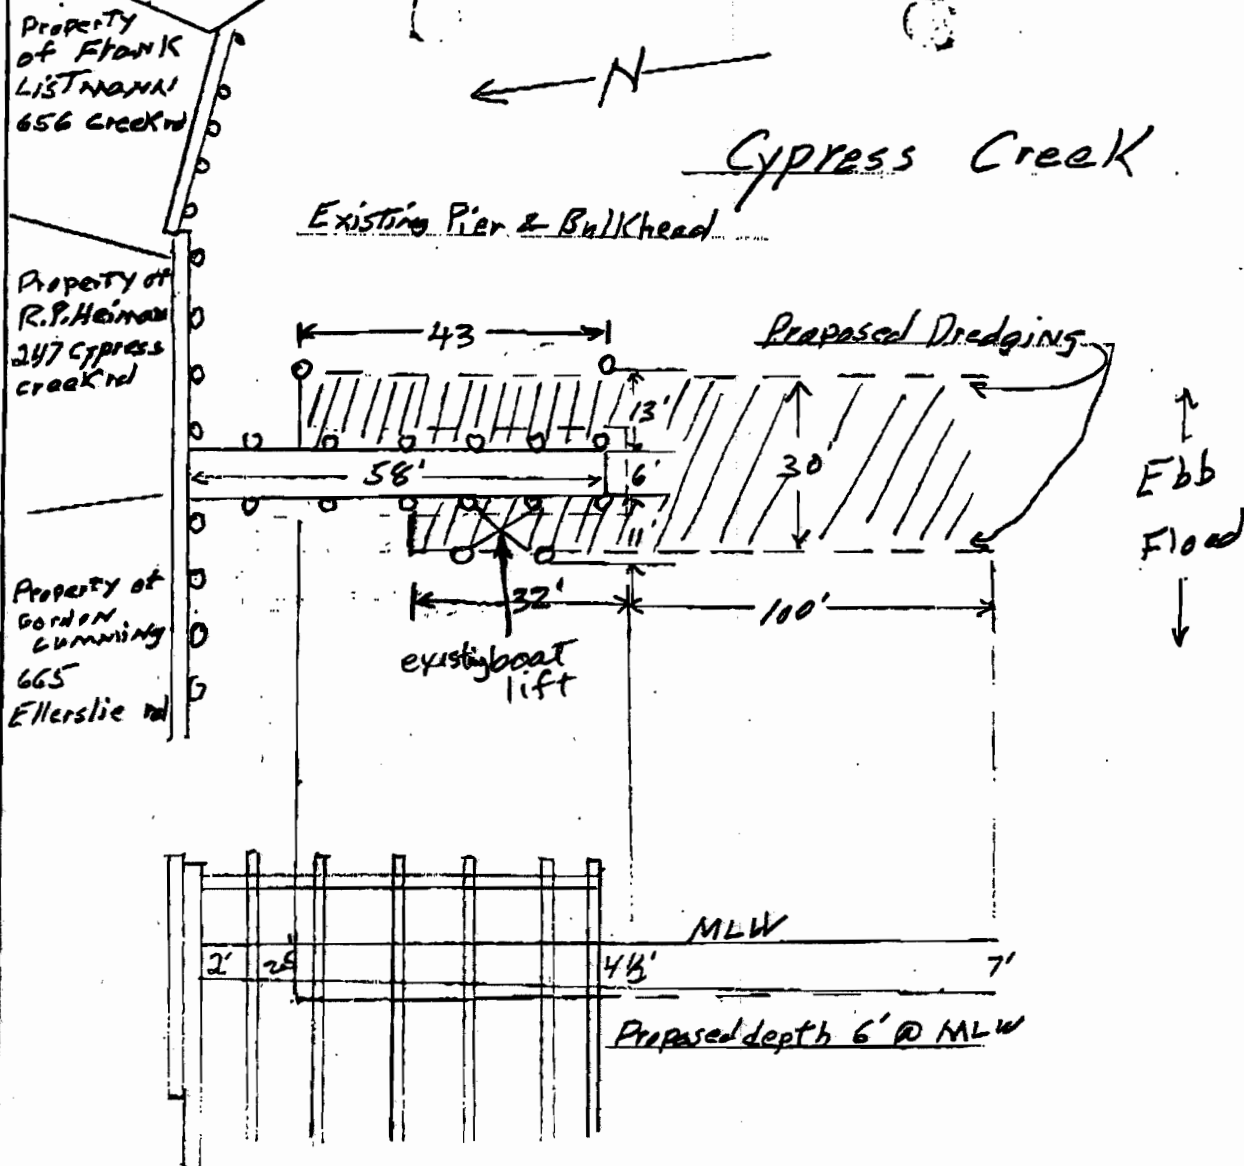 Property
of Frank
Listmann
656 Creek rd
N
Cypress Creek
Existing Pier & Bulkhead
Property of
R.P. Heiman
247 Cypress
creek rd
43
Proposed Dredging
13'
58'
6'
30'
11'
Ebb
Flood
32'
100'
existing boat
lift
Property of
Gordon
Cumming
665
Ellerslie rd
MLW
2'
4½'
7'
Proposed depth 6' @ MLW